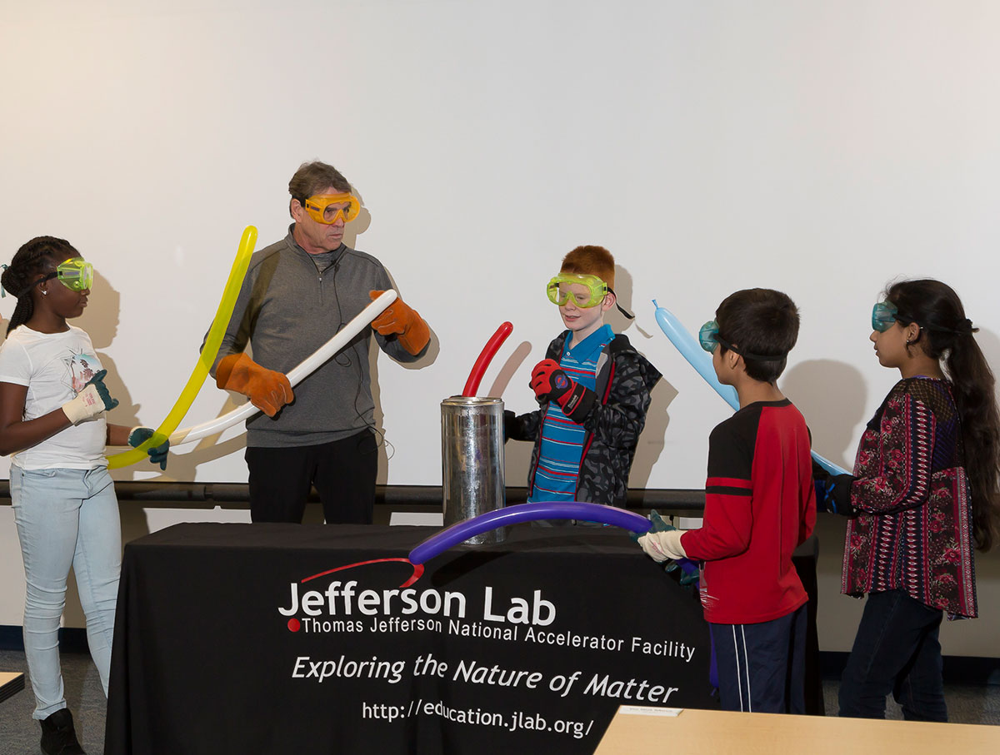 Jefferson Lab
Thomas Jefferson National Accelerator Facility
Exploring the Nature of Matter
http://education.jlab.org/